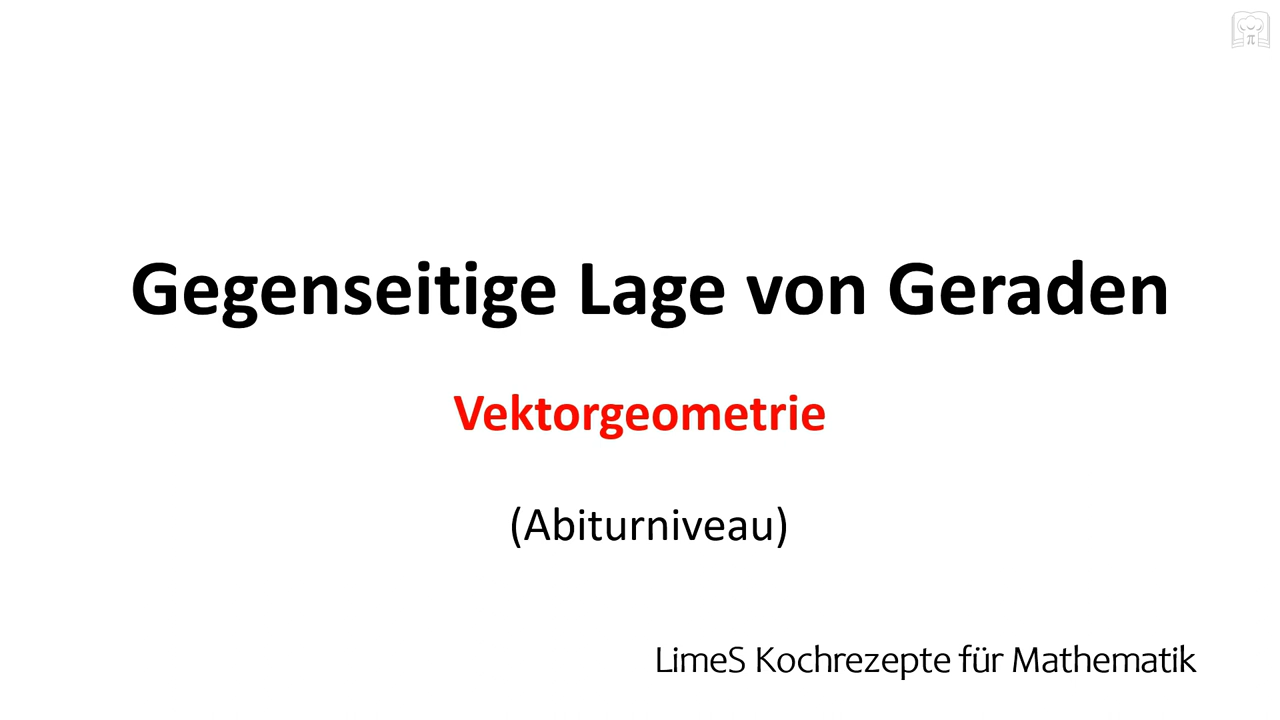 Gegenseitige Lage von Geraden
Vektorgeometrie
(Abiturniveau)
LimeS Kochrezepte für Mathematik